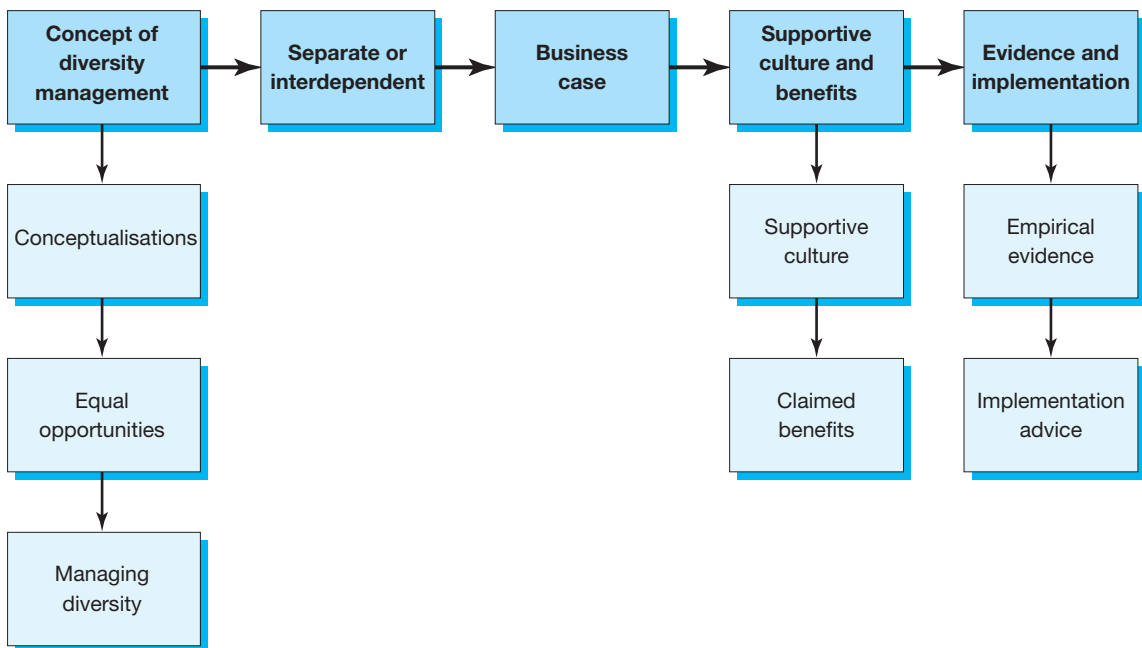 Concept of
diversity
management
Separate or
interdependent
Business
case
Supportive
culture and
benefits
Evidence and
implementation
Conceptualisations
Supportive
culture
Empirical
evidence
Equal
opportunities
Claimed
benefits
Implementation
advice
Managing
diversity